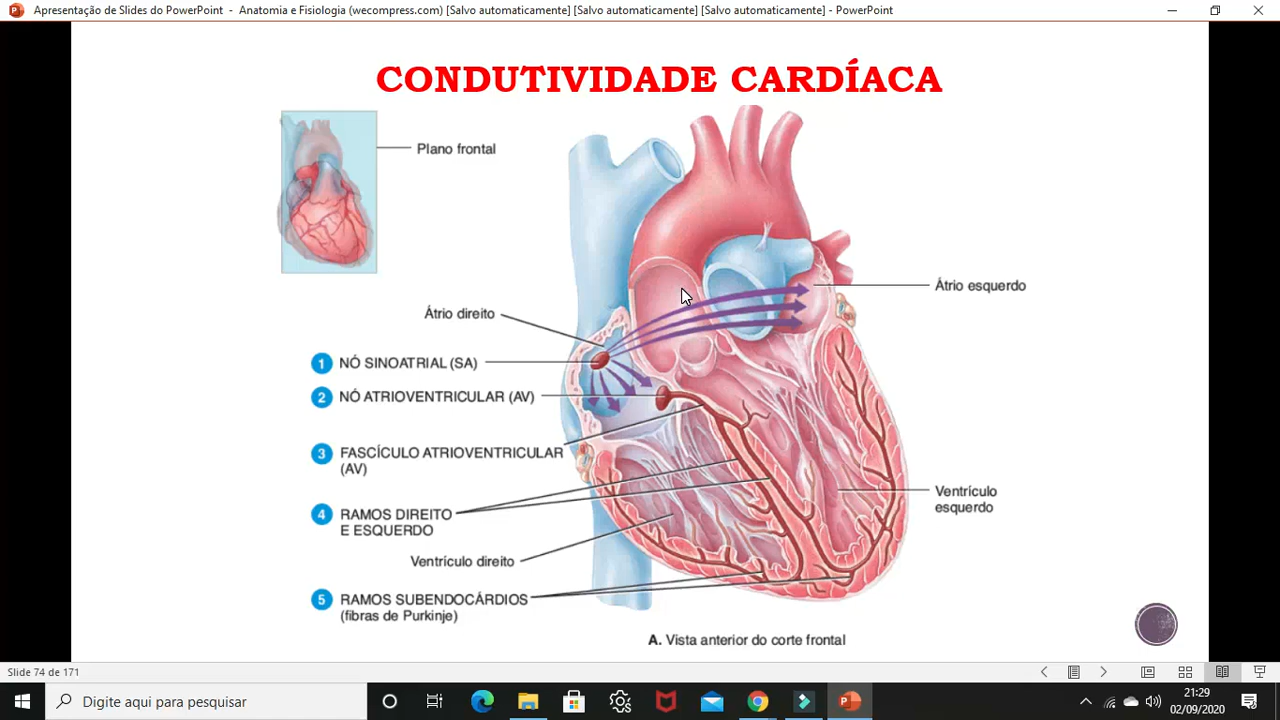 Apresentação de Slides do PowerPoint - Anatomia e Fisiologia (wecompress.com) [Salvo automaticamente] [Salvo automaticamente] [Salvo automaticamente] - PowerPoint
CONDUTIVIDADE CARDÍACA
Plano frontal
Átrio esquerdo
Átrio direito
1 NÓ SINOATRIAL (SA)
2 NÓ ATRIOVENTRICULAR (AV)
3 FASCÍCULO ATRIOVENTRICULAR
(AV)
4 RAMOS DIREITO
E ESQUERDO
Ventrículo
esquerdo
Ventrículo direito
5 RAMOS SUBENDOCÁRDIOS
(fibras de Purkinje)
A. Vista anterior do corte frontal
Slide 74 de 171
Digite aqui para pesquisar
21:29
02/09/2020